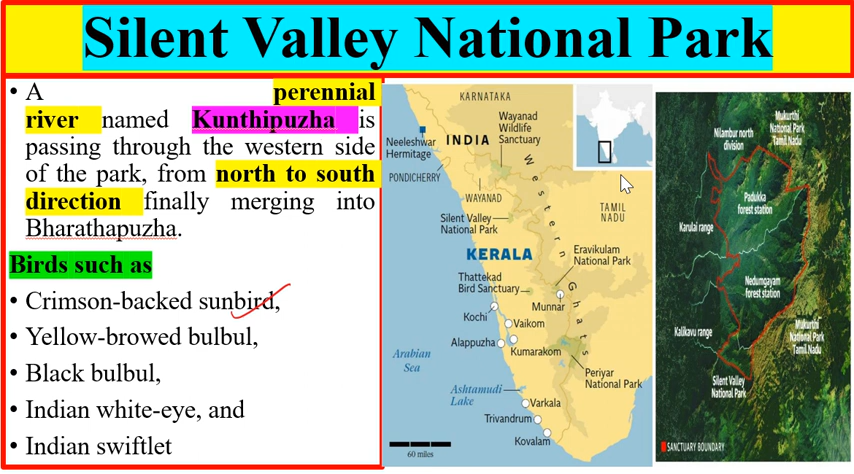 Silent Valley National Park
• A perennial
river named Kunthipuzha is
passing through the western side
of the park, from north to south
direction finally merging into
Bharathapuzha.
Birds such as
• Crimson-backed sunbird,
• Yellow-browed bulbul,
• Black bulbul,
• Indian white-eye, and
• Indian swiftlet
KARNATAKA
Wayanad
Wildlife
Sanctuary
INDIA
Neeleshwar
Hermitage
PONDICHERRY
WAYANAD
Western Ghats
TAMIL
NADU
Silent Valley
National Park
KERALA
Eravikulam
National Park
Thattekad
Bird Sanctuary
Munnar
Kochi
Vaikom
Alappuzha
Kumarakom
Arabian
Sea
Periyar
National Park
Ashtamudi
Lake
Varkala
Trivandrum
Kovalam
60 miles
Mukurthi
National Park
Tamil Nadu
Nilambur north
division
Padukka
forest station
Karulai range
Nedumgayam
forest station
Kalikavu range
Mukurthi
National Park
Tamil Nadu
Silent Valley
National Park
SANCTUARY BOUNDARY